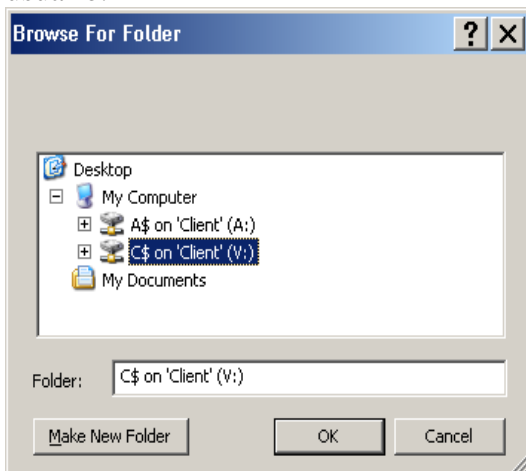 Browse For Folder
Desktop
My Computer
A$ on 'Client' (A:)
C$ on 'Client' (V:)
My Documents
Folder: C$ on 'Client' (V:)
Make New Folder OK Cancel